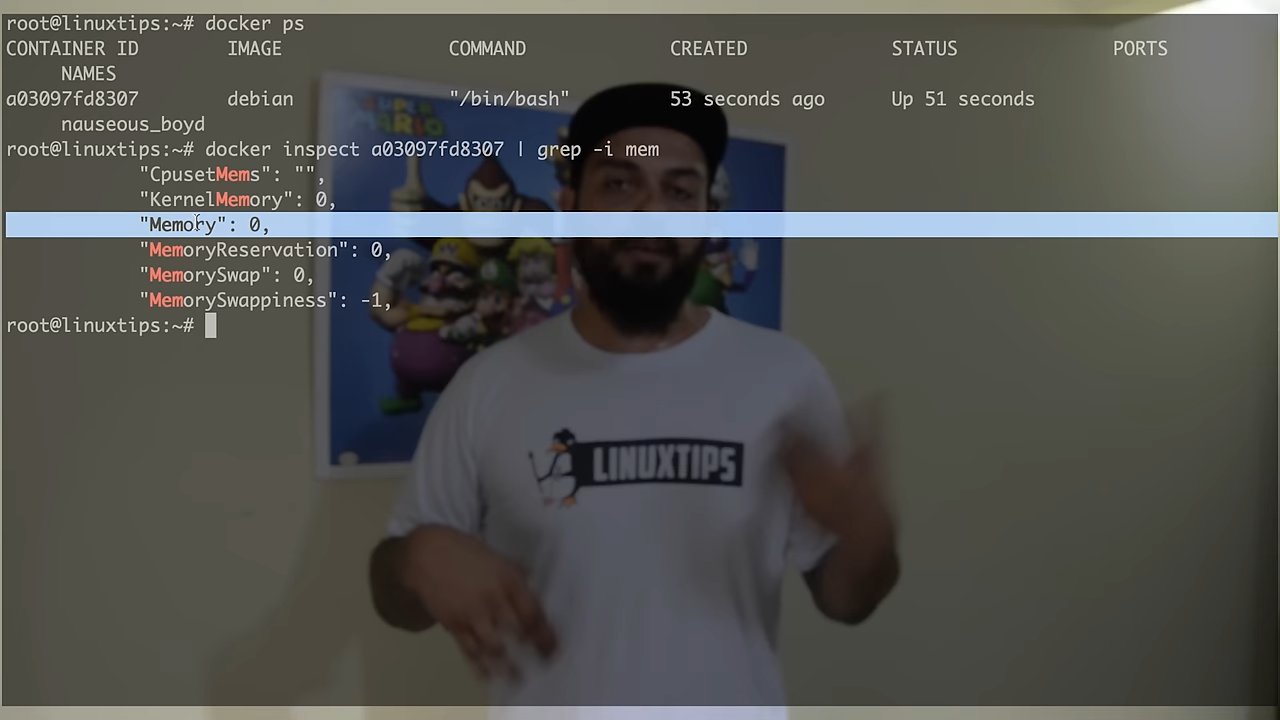 root@linuxtips:~# docker ps
CONTAINER ID        IMAGE               COMMAND             CREATED             STATUS              PORTS
     NAMES
a03097fd8307        debian              "/bin/bash"         53 seconds ago      Up 51 seconds
     nauseous_boyd
root@linuxtips:~# docker inspect a03097fd8307 | grep -i mem
            "CpusetMems": "",
            "KernelMemory": 0,
            "Memory": 0,
            "MemoryReservation": 0,
            "MemorySwap": 0,
            "MemorySwappiness": -1,
root@linuxtips:~#
SUPER
MARIO
LINUXTIPS